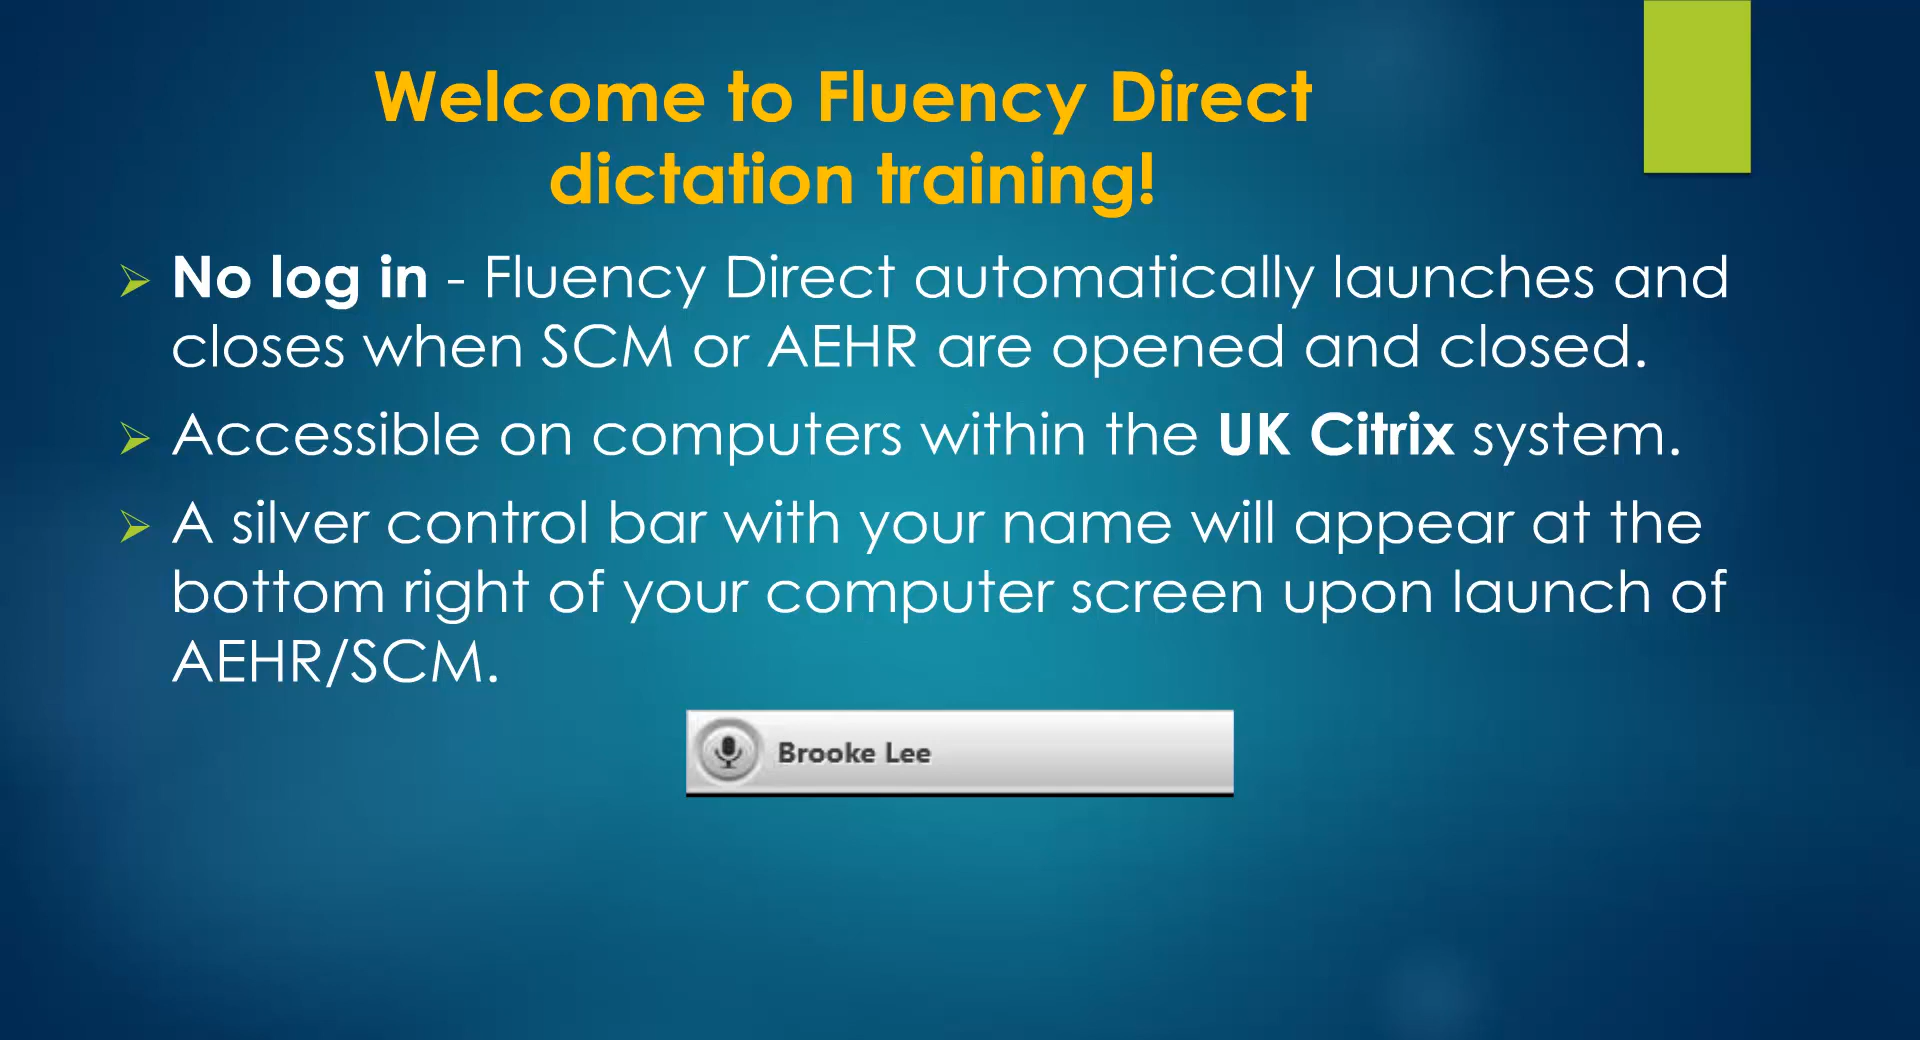 Welcome to Fluency Direct
dictation training!
No log in - Fluency Direct automatically launches and
closes when SCM or AEHR are opened and closed.
Accessible on computers within the UK Citrix system.
A silver control bar with your name will appear at the
bottom right of your computer screen upon launch of
AEHR/SCM.
Brooke Lee